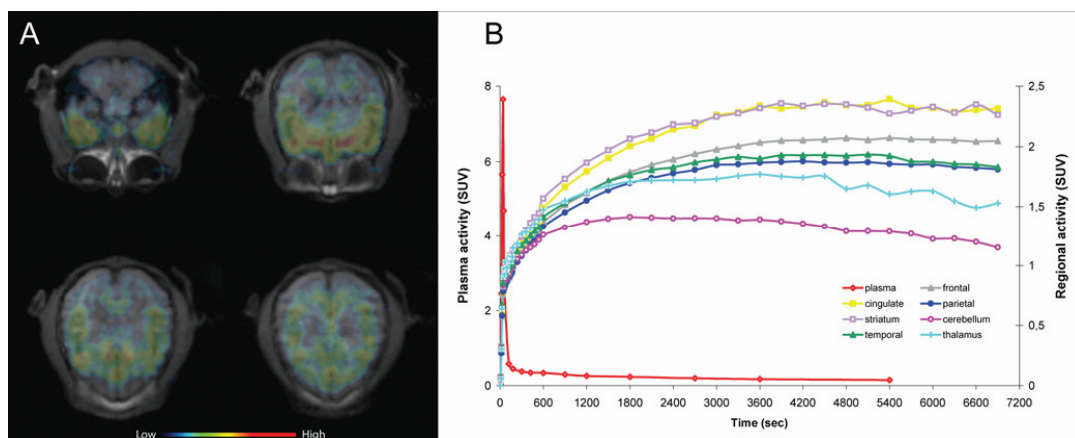 A
Low High
B
8
6
4
2
0
Plasma activity (SUV)
2,5
2
1,5
1
0,5
0
Regional activity (SUV)
plasma frontal
cingulate parietal
striatum cerebellum
temporal thalamus
0 600 1200 1800 2400 3000 3600 4200 4800 5400 6000 6600 7200
Time (sec)